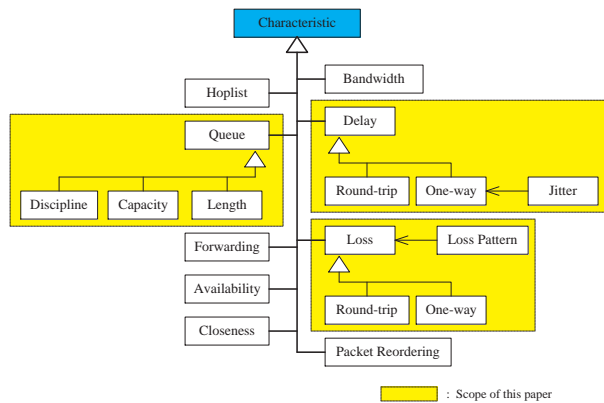 Characteristic
Bandwidth
Hoplist
Delay
Queue
Round-trip
One-way
Jitter
Discipline
Capacity
Length
Forwarding
Loss
Loss Pattern
Availability
Round-trip
One-way
Closeness
Packet Reordering
: Scope of this paper